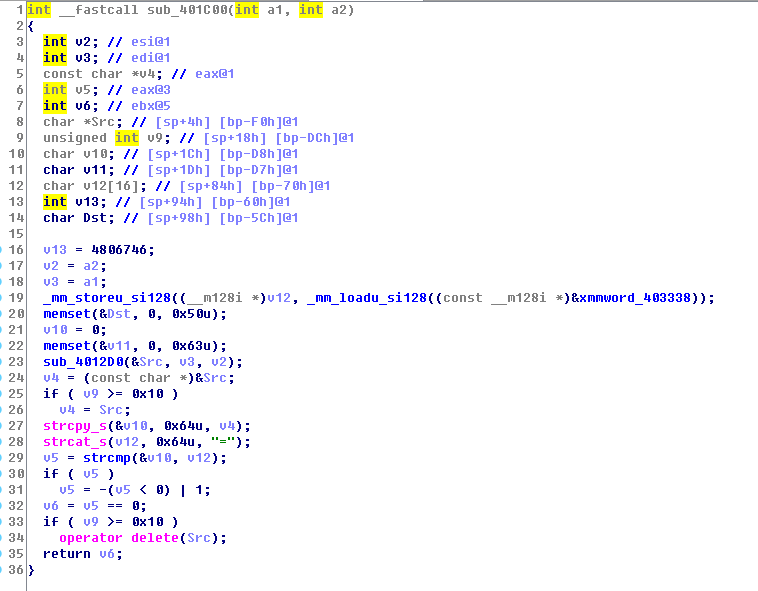 1 int __fastcall sub_401C00(int a1, int a2)
2 {
3 int v2; // esi@1
4 int v3; // edi@1
5 const char *v4; // eax@1
6 int v5; // eax@3
7 int v6; // ebx@5
8 char *Src; // [sp+4h] [bp-F0h]@1
9 unsigned int v9; // [sp+18h] [bp-DCh]@1
10 char v10; // [sp+1Ch] [bp-D8h]@1
11 char v11; // [sp+1Dh] [bp-D7h]@1
12 char v12[16]; // [sp+84h] [bp-70h]@1
13 int v13; // [sp+94h] [bp-60h]@1
14 char Dst; // [sp+98h] [bp-5Ch]@1
15
16 v13 = 4806746;
17 v2 = a2;
18 v3 = a1;
19 _mm_storeu_si128((__m128i *)v12, _mm_loadu_si128((const __m128i *)&xmmword_403338));
20 memset(&Dst, 0, 0x50u);
21 v10 = 0;
22 memset(&v11, 0, 0x63u);
23 sub_4012D0(&Src, v3, v2);
24 v4 = (const char *)&Src;
25 if ( v9 >= 0x10 )
26 v4 = Src;
27 strcpy_s(&v10, 0x64u, v4);
28 strcat_s(v12, 0x64u, "=");
29 v5 = strcmp(&v10, v12);
30 if ( v5 )
31 v5 = -(v5 < 0) | 1;
32 v6 = v5 == 0;
33 if ( v9 >= 0x10 )
34 operator delete(Src);
35 return v6;
36 }